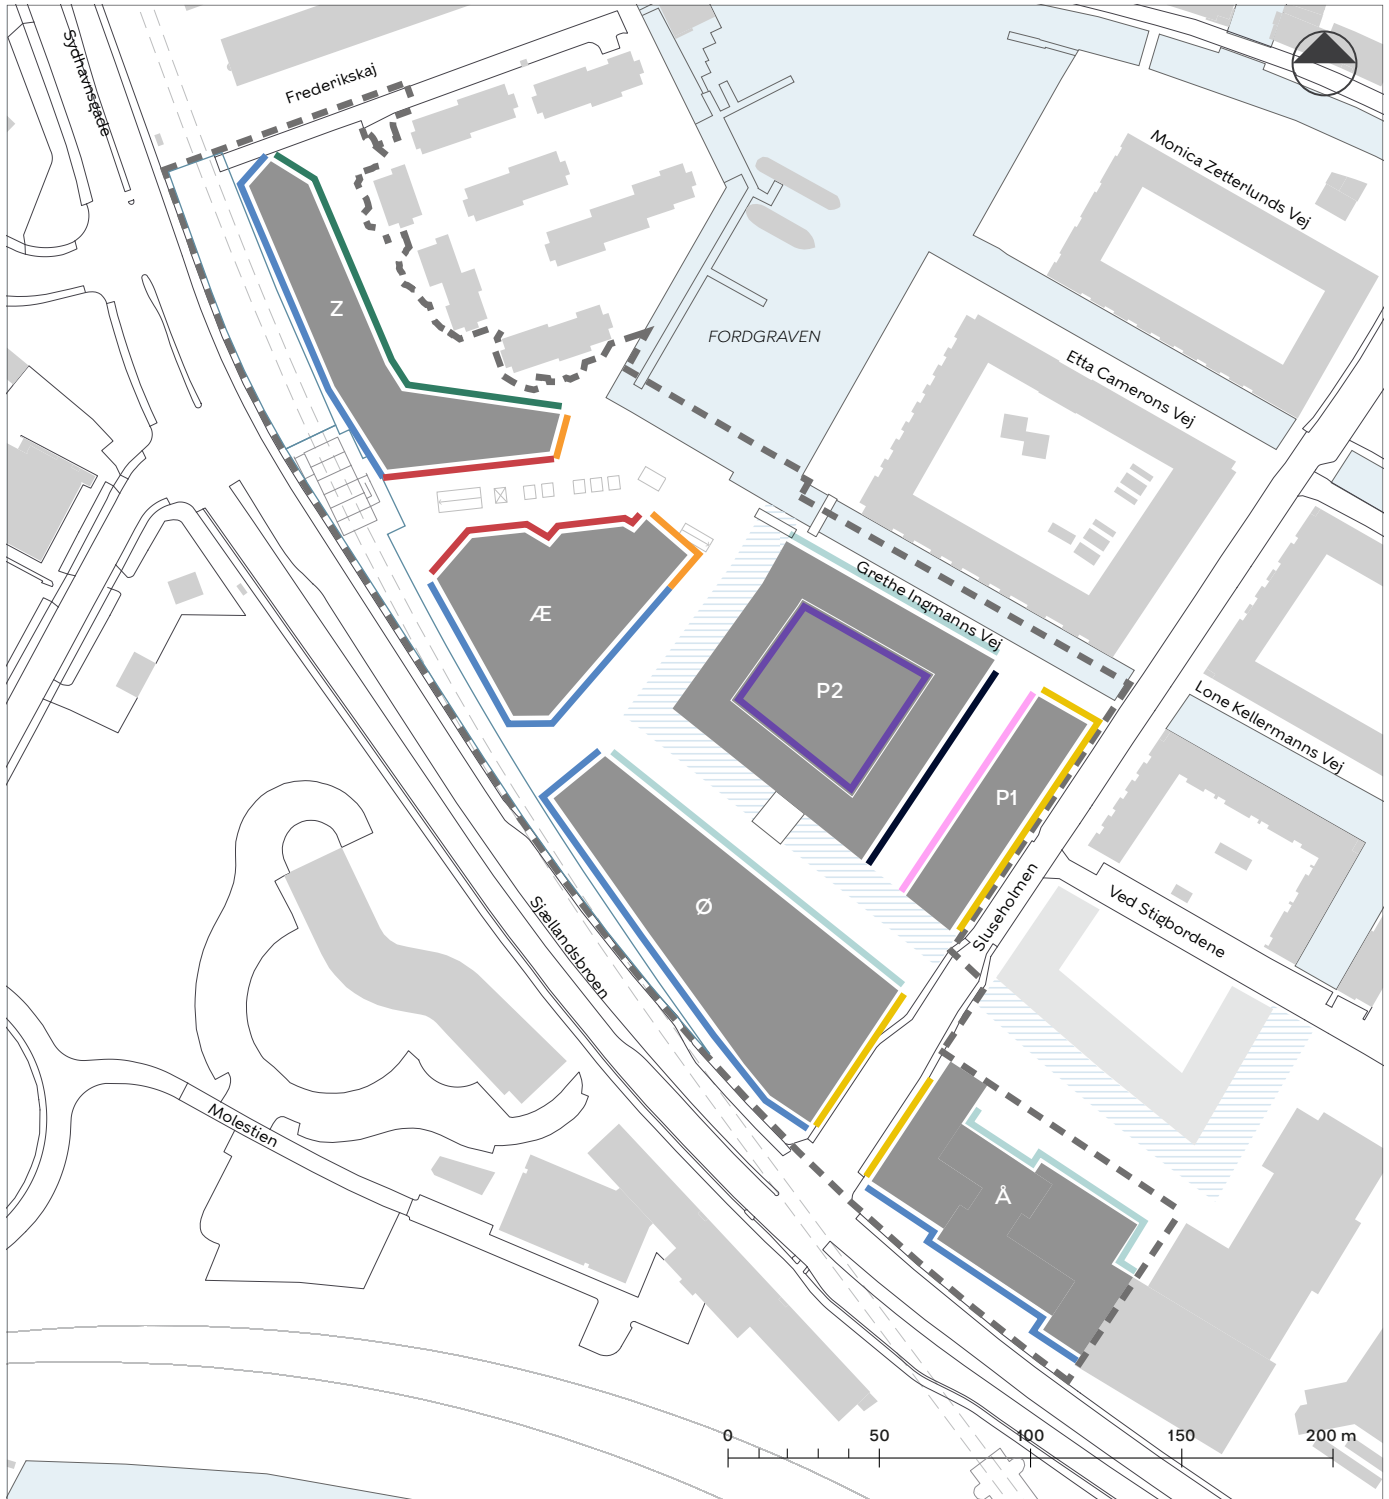 Sydhavnsgade
Frederikskaj
Monica Zetterlunds Vej
Z
FORDGRAVEN
Etta Camerons Vej
Æ
Grethe Ingmanns Vej
P2
Lone Kellermanns Vej
P1
Ø
Sluseholmen
Ved Stigbordene
Sjællandsbroen
Molestien
Å
0 50 100 150 200 m